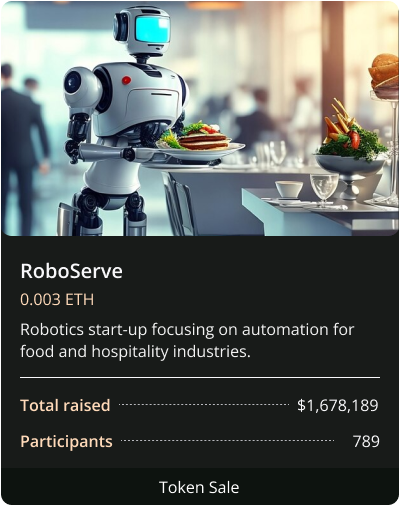 RoboServe
0.003 ETH
Robotics start-up focusing on automation for
food and hospitality industries.
Total raised $1,678,189
Participants 789
Token Sale